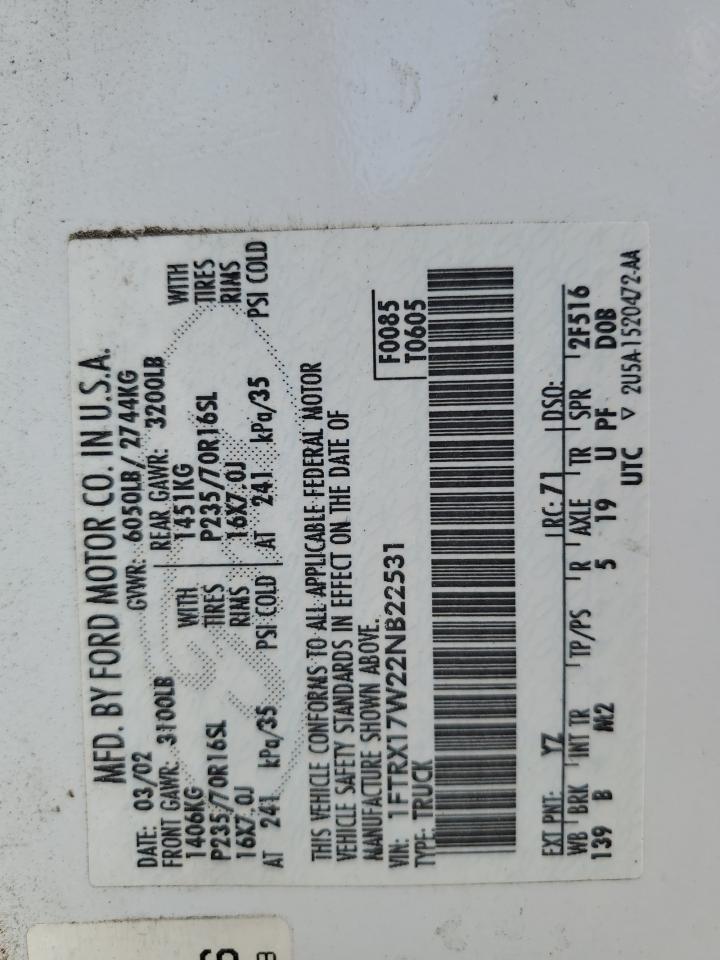 MFD. BY FORD MOTOR CO. IN U.S.A.
DATE: 03/02 GVWR: 6050LB/2744KG
FRONT GAWR: 3100LB REAR GAWR: 3200LB
1406KG WITH 1451KG WITH
P235/70R16SL TIRES P235/70R16SL TIRES
16X7.0J RIMS 16X7.0J RIMS
AT 241 kPa/35 PSI COLD AT 241 kPa/35 PSI COLD
THIS VEHICLE CONFORMS TO ALL APPLICABLE FEDERAL MOTOR
VEHICLE SAFETY STANDARDS IN EFFECT ON THE DATE OF
MANUFACTURE SHOWN ABOVE.
VIN: 1FTRX17W22NB22531 F0085
TYPE: TRUCK T0605
EXT PNT: YZ RC: 71 DSO:
WB BRK INT TR TP/PS R AXLE TR SPR 2F516
139 B M2 5 19 U PF D0B
UTC ▽ 2U5A-1520472-AA